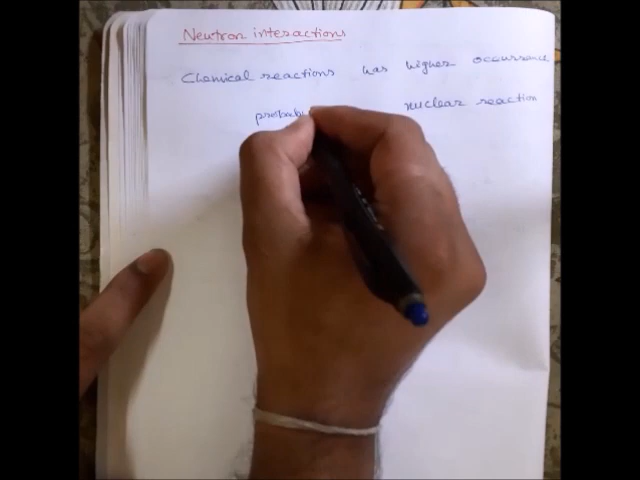 Neutron interactions
Chemical reactions has higher occurrence
nuclear reaction